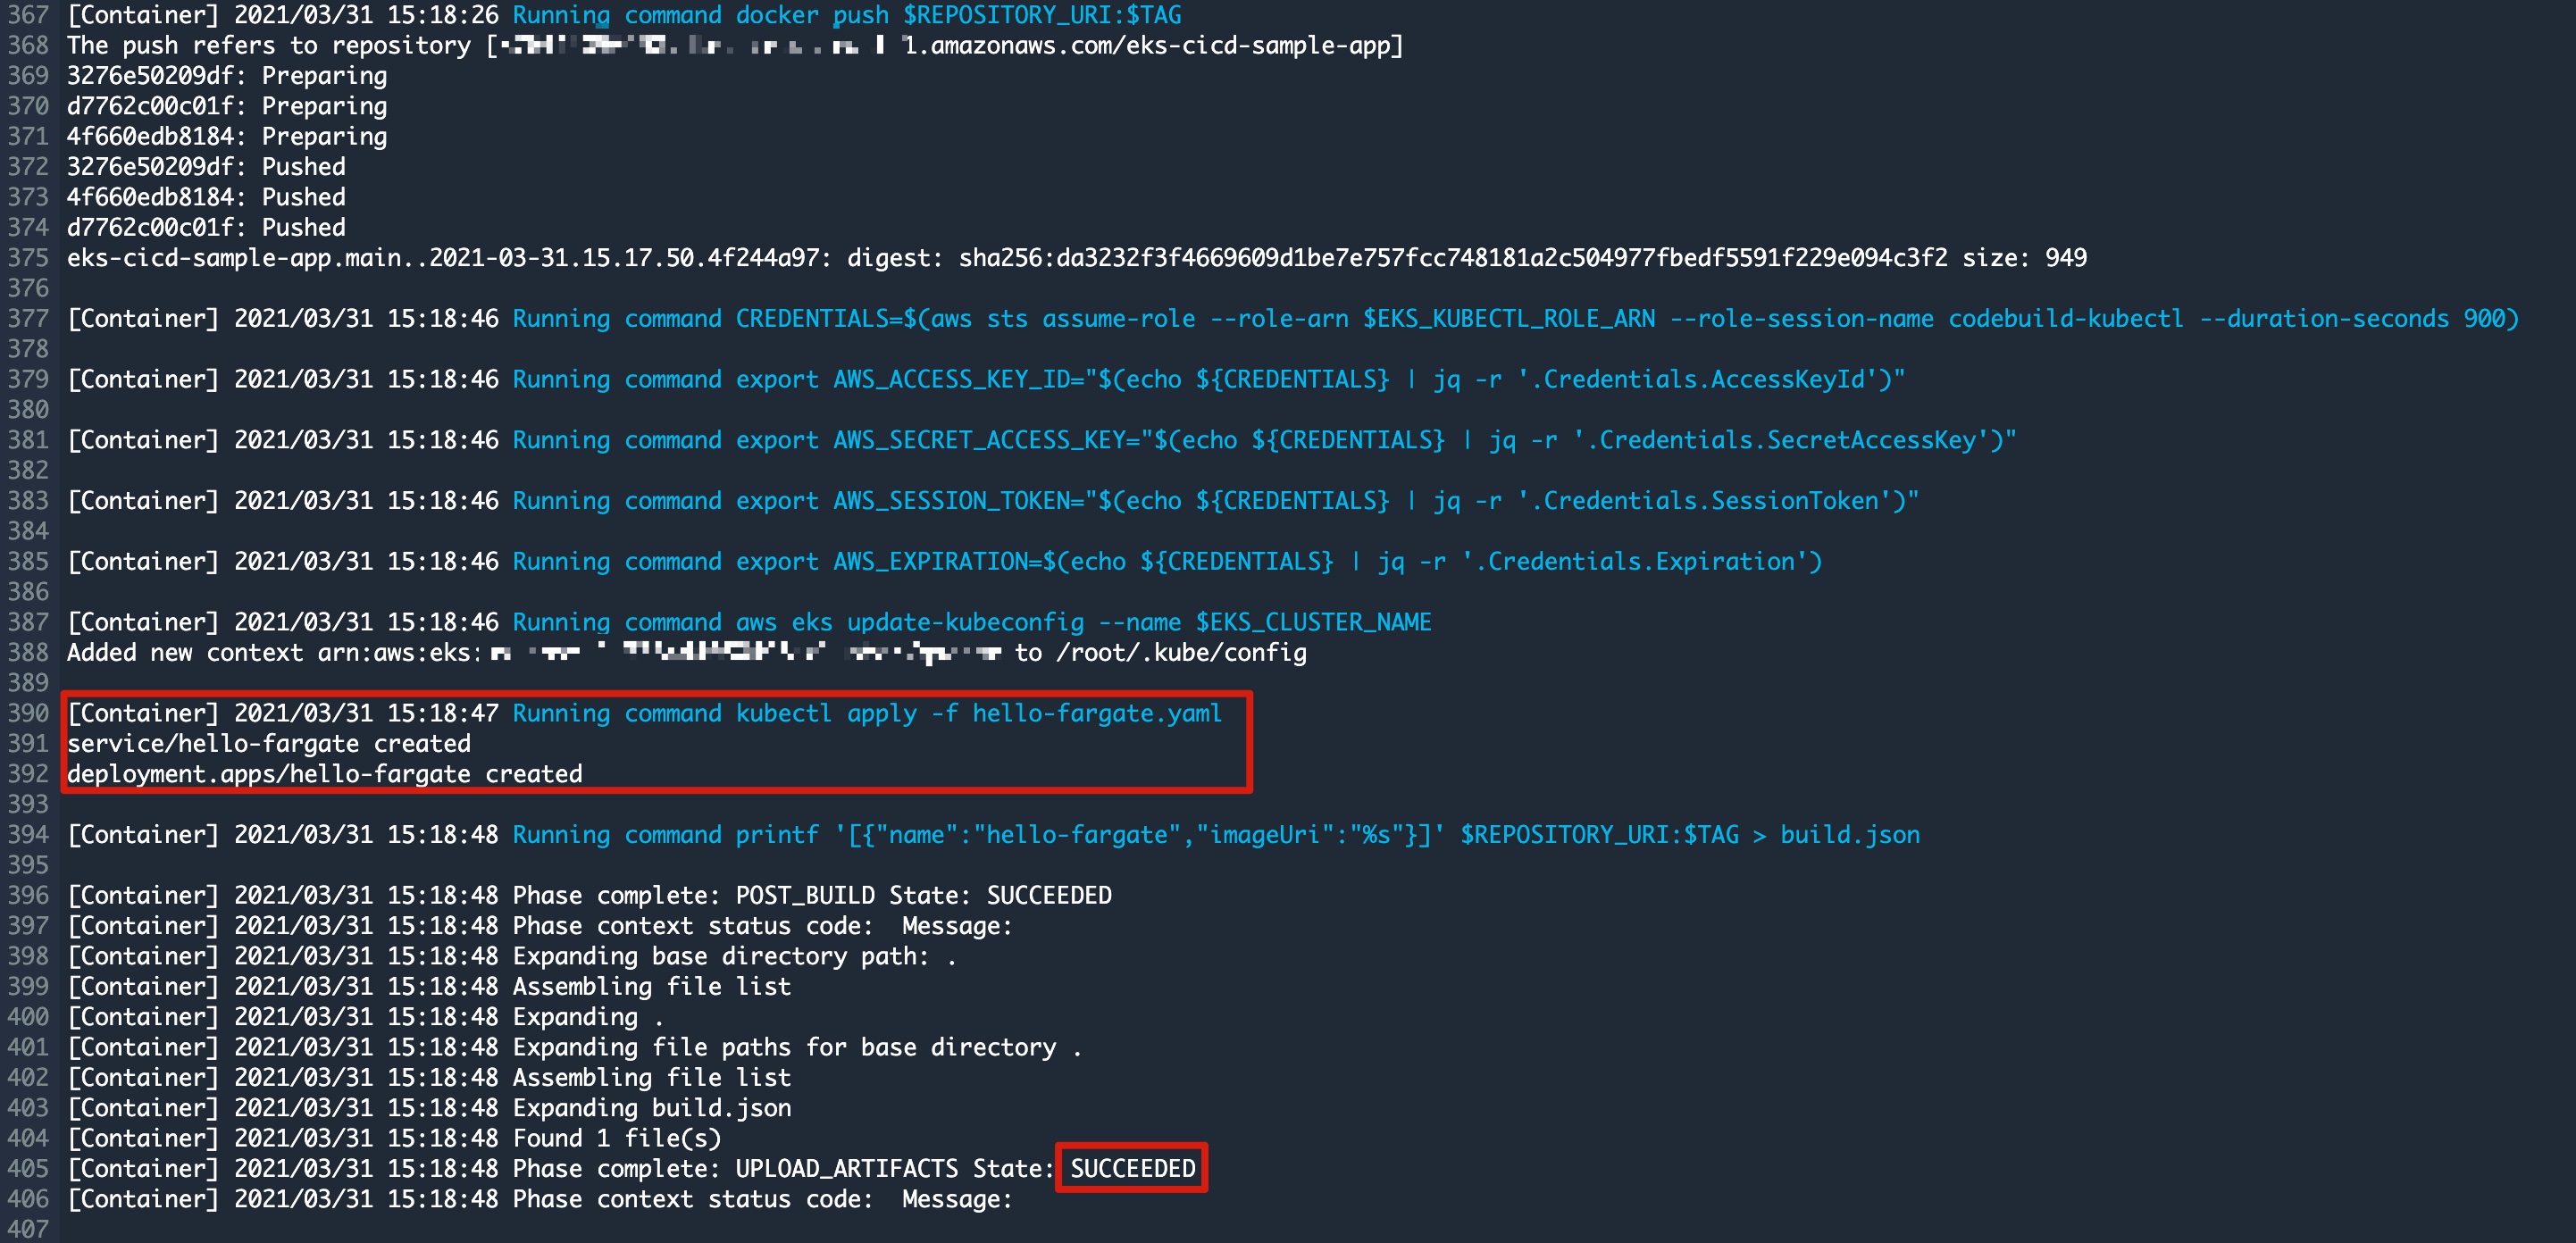 367 [Container] 2021/03/31 15:18:26 Running command docker push $REPOSITORY_URI:$TAG
368 The push refers to repository [ 1.amazonaws.com/eks-cicd-sample-app]
369 3276e50209df: Preparing
370 d7762c00c01f: Preparing
371 4f660edb8184: Preparing
372 3276e50209df: Pushed
373 4f660edb8184: Pushed
374 d7762c00c01f: Pushed
375 eks-cicd-sample-app.main..2021-03-31.15.17.50.4f244a97: digest: sha256:da3232f3f4669609d1be7e757fcc748181a2c504977fbedf5591f229e094c3f2 size: 949
376
377 [Container] 2021/03/31 15:18:46 Running command CREDENTIALS=$(aws sts assume-role --role-arn $EKS_KUBECTL_ROLE_ARN --role-session-name codebuild-kubectl --duration-seconds 900)
378
379 [Container] 2021/03/31 15:18:46 Running command export AWS_ACCESS_KEY_ID="$(echo ${CREDENTIALS} | jq -r '.Credentials.AccessKeyId')"
380
381 [Container] 2021/03/31 15:18:46 Running command export AWS_SECRET_ACCESS_KEY="$(echo ${CREDENTIALS} | jq -r '.Credentials.SecretAccessKey')"
382
383 [Container] 2021/03/31 15:18:46 Running command export AWS_SESSION_TOKEN="$(echo ${CREDENTIALS} | jq -r '.Credentials.SessionToken')"
384
385 [Container] 2021/03/31 15:18:46 Running command export AWS_EXPIRATION=$(echo ${CREDENTIALS} | jq -r '.Credentials.Expiration')
386
387 [Container] 2021/03/31 15:18:46 Running command aws eks update-kubeconfig --name $EKS_CLUSTER_NAME
388 Added new context arn:aws:eks: to /root/.kube/config
389
390 [Container] 2021/03/31 15:18:47 Running command kubectl apply -f hello-fargate.yaml
391 service/hello-fargate created
392 deployment.apps/hello-fargate created
393
394 [Container] 2021/03/31 15:18:48 Running command printf '[{"name":"hello-fargate","imageUri":"%s"}]' $REPOSITORY_URI:$TAG > build.json
395
396 [Container] 2021/03/31 15:18:48 Phase complete: POST_BUILD State: SUCCEEDED
397 [Container] 2021/03/31 15:18:48 Phase context status code:  Message:
398 [Container] 2021/03/31 15:18:48 Expanding base directory path: .
399 [Container] 2021/03/31 15:18:48 Assembling file list
400 [Container] 2021/03/31 15:18:48 Expanding .
401 [Container] 2021/03/31 15:18:48 Expanding file paths for base directory .
402 [Container] 2021/03/31 15:18:48 Assembling file list
403 [Container] 2021/03/31 15:18:48 Expanding build.json
404 [Container] 2021/03/31 15:18:48 Found 1 file(s)
405 [Container] 2021/03/31 15:18:48 Phase complete: UPLOAD_ARTIFACTS State: SUCCEEDED
406 [Container] 2021/03/31 15:18:48 Phase context status code:  Message:
407